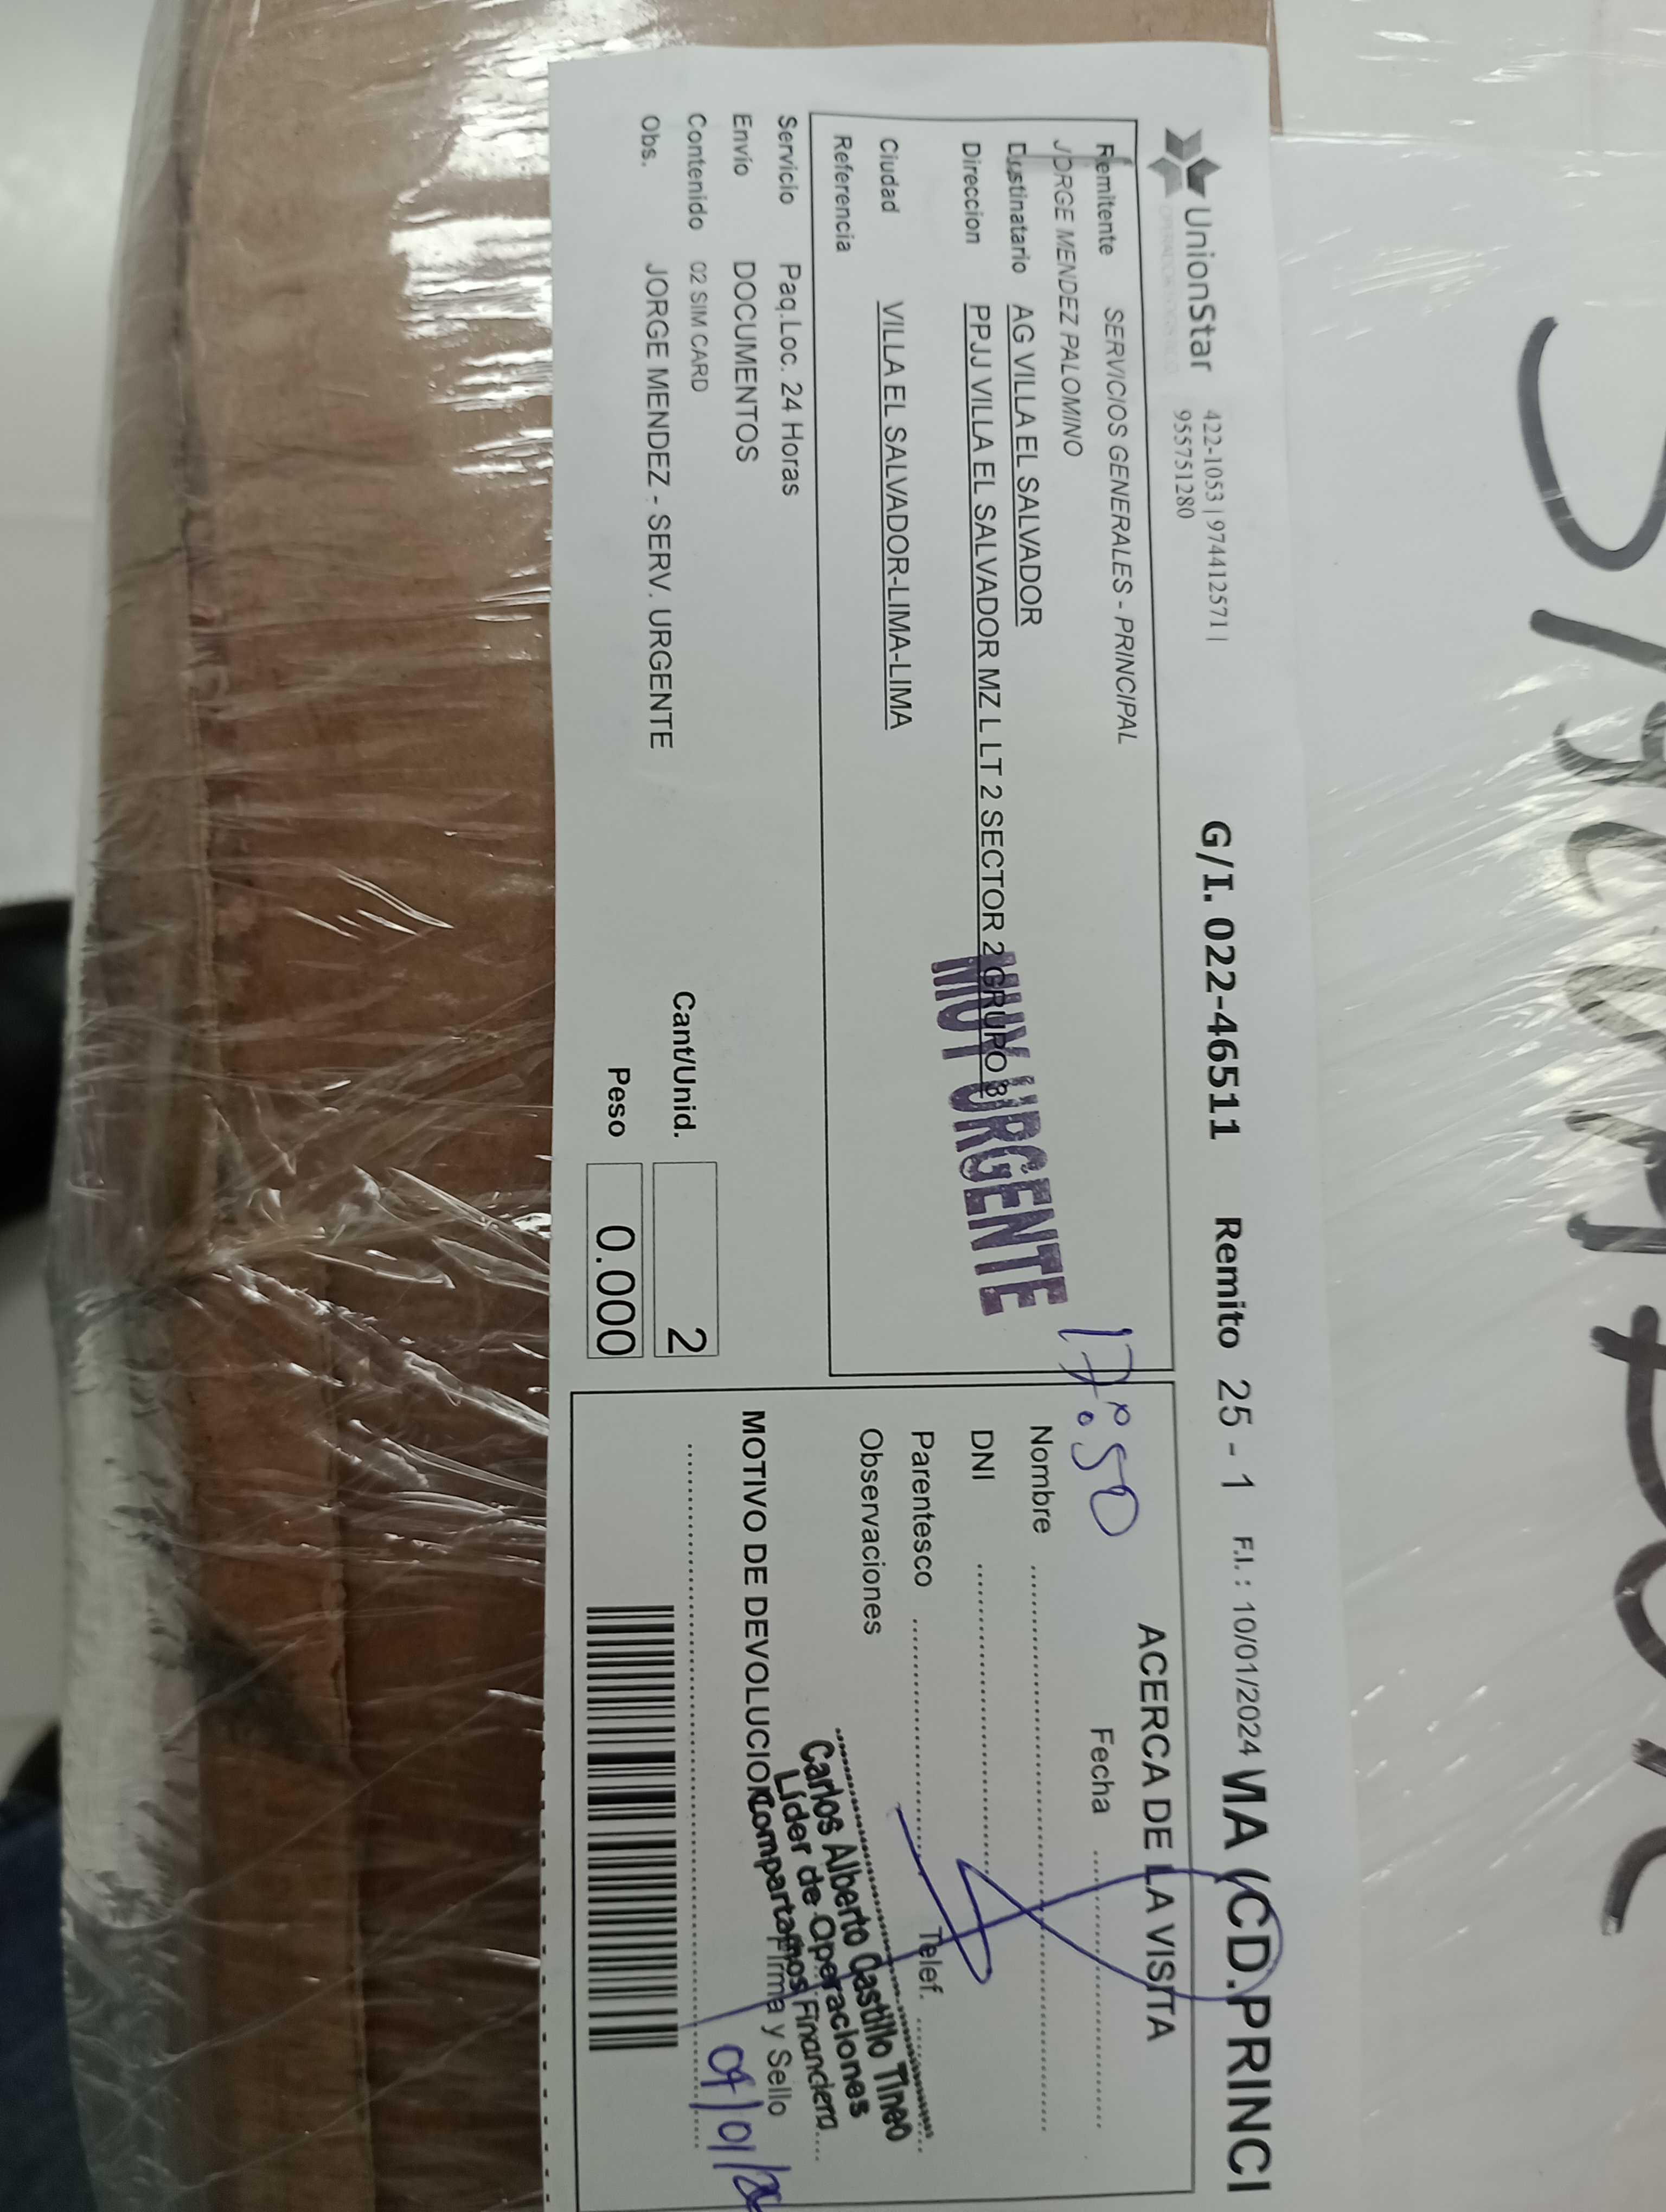 UnionStar
422-1053 | 974412571 |
955751280
G/I. 022-46511 Remito 25 - 1 F.I. : 10/01/2024 MA (CD.PRINCI
Remitente SERVICIOS GENERALES - PRINCIPAL
JORGE MENDEZ PALOMINO
Destinatario AG VILLA EL SALVADOR
Direccion PPJJ VILLA EL SALVADOR MZ L LT 2 SECTOR 2 GRUPO 8
Ciudad VILLA EL SALVADOR-LIMA-LIMA
Referencia
MUY URGENTE
Servicio Paq.Loc. 24 Horas
Envío DOCUMENTOS
Contenido 02 SIM CARD
Obs. JORGE MENDEZ - SERV. URGENTE
Cant/Unid. 2
Peso 0.000
17:50
ACERCA DE LA VISITA
Fecha
Nombre
DNI
Parentesco Telef.
Observaciones
Carlos Alberto Castillo Tineo
Líder de Operaciones
Compartamos Financiera
MOTIVO DE DEVOLUCION
Firma y Sello